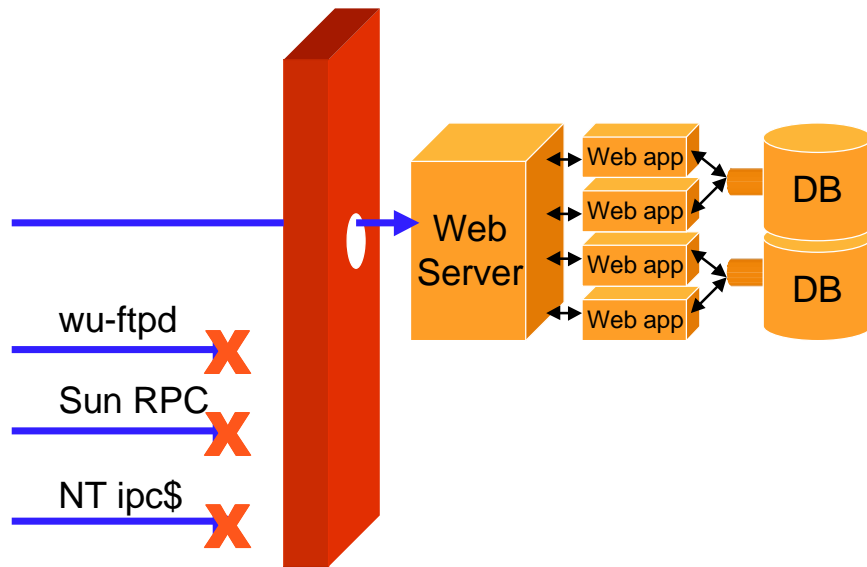 Web app
Web app
Web app
Web app
DB
DB
Web
Server
wu-ftpd
Sun RPC
NT ipc$